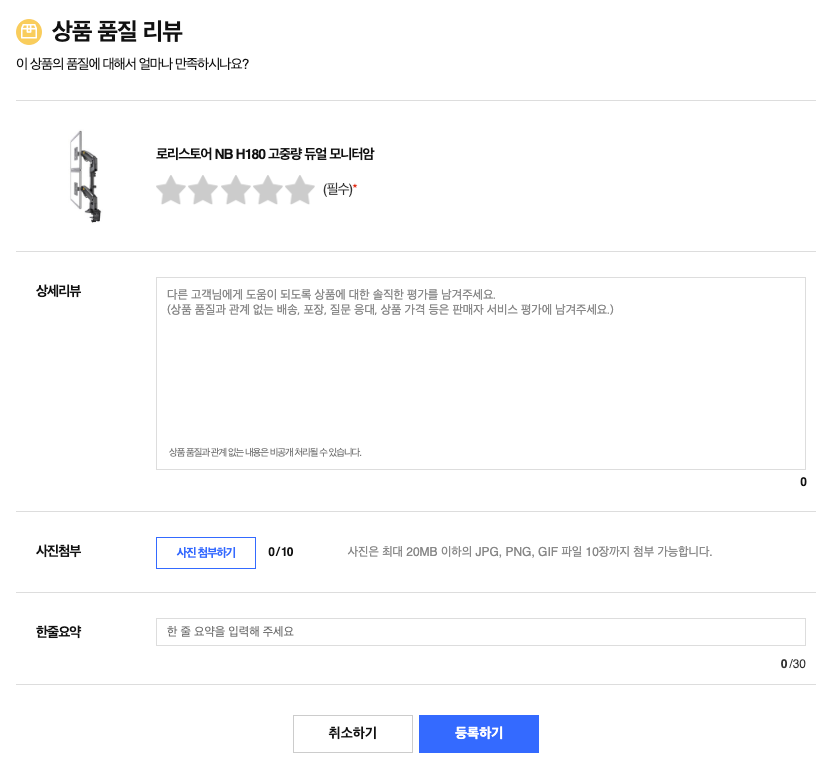 상품 품질 리뷰
이 상품의 품질에 대해서 얼마나 만족하시나요?
로리스토어 NB H180 고중량 듀얼 모니터암
(필수)*
상세리뷰
다른 고객님에게 도움이 되도록 상품에 대한 솔직한 평가를 남겨주세요.
(상품 품질과 관계 없는 배송, 포장, 질문 응대, 상품 가격 등은 판매자 서비스 평가에 남겨주세요.)
상품 품질과 관계 없는 내용은 비공개 처리될 수 있습니다.
0
사진첨부
사진 첨부하기
0/10
사진은 최대 20MB 이하의 JPG, PNG, GIF 파일 10장까지 첨부 가능합니다.
한줄요약
한 줄 요약을 입력해 주세요
0/30
취소하기
등록하기